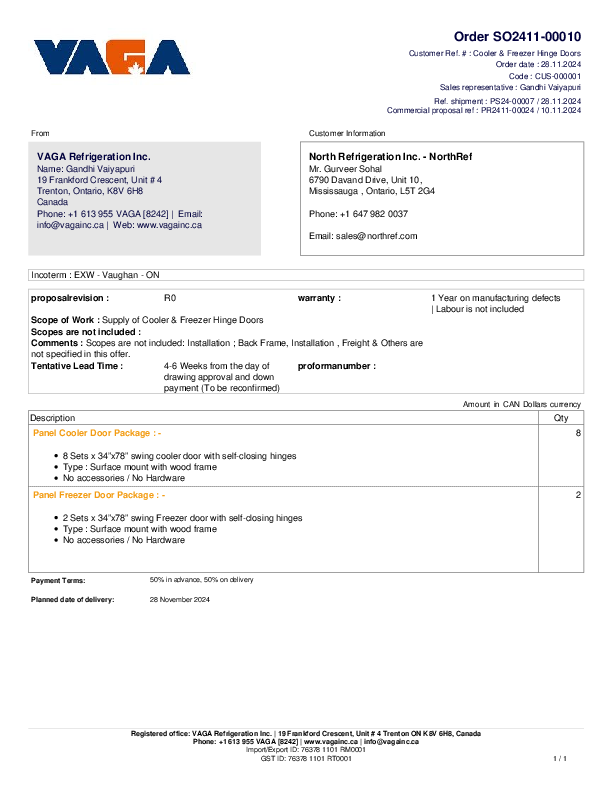 VAGA
Order SO2411-00010
Customer Ref. # : Cooler & Freezer Hinge Doors
Order date : 28.11.2024
Code : CUS-000001
Sales representative : Gandhi Vaiyapuri
Ref. shipment : PS24-00007 / 28.11.2024
Commercial proposal ref : PR2411-00024 / 10.11.2024
From
VAGA Refrigeration Inc.
Name: Gandhi Vaiyapuri
19 Frankford Crescent, Unit # 4
Trenton, Ontario, K8V 6H8
Canada
Phone: +1 613 955 VAGA [8242] | Email:
info@vagainc.ca | Web: www.vagainc.ca
Customer Information
North Refrigeration Inc. - NorthRef
Mr. Gurveer Sohal
6790 Davand Drive, Unit 10,
Mississauga , Ontario, L5T 2G4
Phone: +1 647 982 0037
Email: sales@northref.com
Incoterm : EXW - Vaughan - ON
proposalrevision : R0 warranty : 1 Year on manufacturing defects
| Labour is not included
Scope of Work : Supply of Cooler & Freezer Hinge Doors
Scopes are not included :
Comments : Scopes are not included: Installation ; Back Frame, Installation , Freight & Others are
not specified in this offer.
Tentative Lead Time : 4-6 Weeks from the day of proformanumber :
drawing approval and down
payment (To be reconfirmed)
Amount in CAN Dollars currency
Description Qty
Panel Cooler Door Package : - 8
• 8 Sets x 34"x78" swing cooler door with self-closing hinges
• Type : Surface mount with wood frame
• No accessories / No Hardware
Panel Freezer Door Package : - 2
• 2 Sets x 34"x78" swing Freezer door with self-closing hinges
• Type : Surface mount with wood frame
• No accessories / No Hardware
Payment Terms: 50% in advance, 50% on delivery
Planned date of delivery: 28 November 2024
Registered office: VAGA Refrigeration Inc. | 19 Frankford Crescent, Unit # 4 Trenton ON K8V 6H8, Canada
Phone: +1 613 955 VAGA [8242] | www.vagainc.ca | info@vagainc.ca
Import/Export ID: 76378 1101 RM0001
GST ID: 76378 1101 RT0001 1 / 1